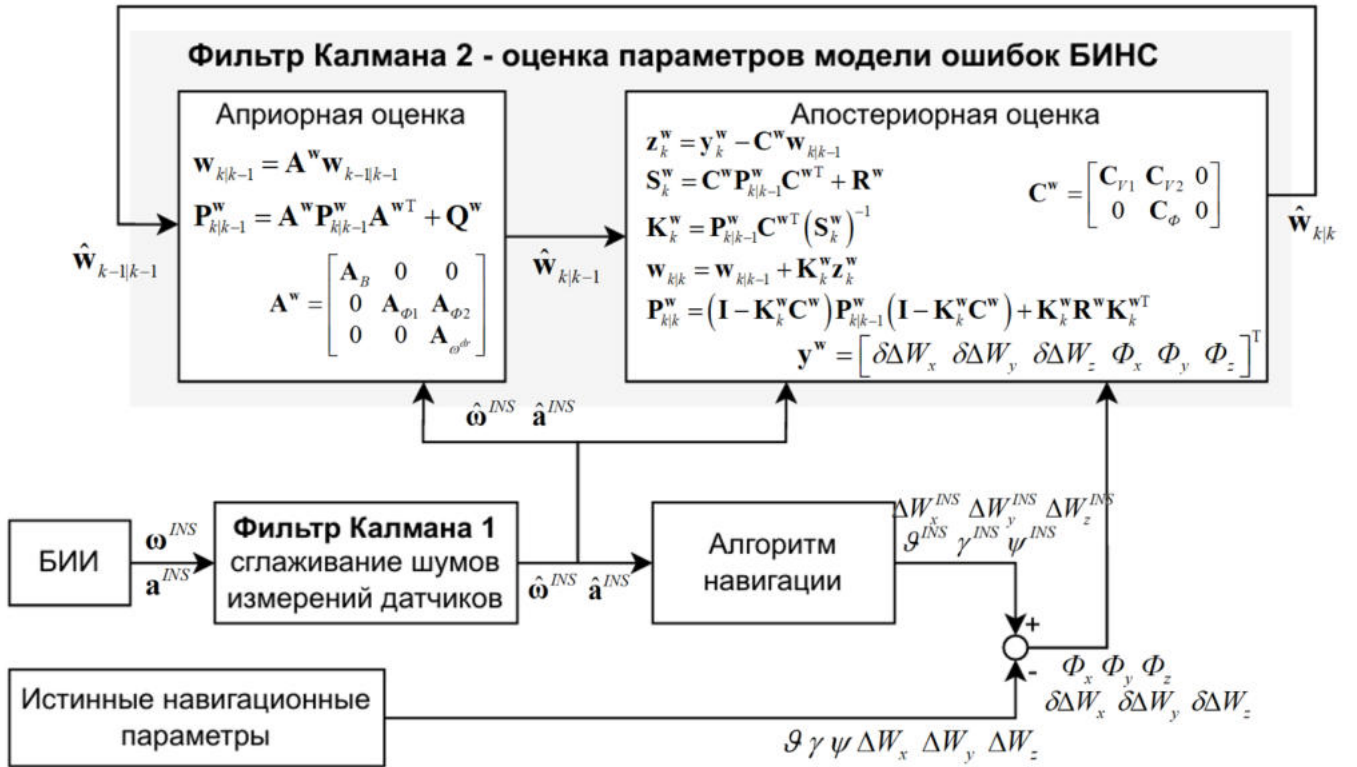 Фильтр Калмана 2 - оценка параметров модели ошибок БИНС
Априорная оценка
w_{k|k−1} = A^w w_{k−1|k−1}
P^w_{k|k−1} = A^w P^w_{k|k−1} A^{wT} + Q^w
A^w = [A_B 0 0
0 A_{Φ1} A_{Φ2}
0 0 A_{ω^{dr}}]
ŵ_{k−1|k−1}
ŵ_{k|k−1}
Апостериорная оценка
z^w_k = y^w_k − C^w w_{k|k−1}
S^w_k = C^w P^w_{k|k−1} C^{wT} + R^w
K^w_k = P^w_{k|k−1} C^{wT} (S^w_k)^{−1}
w_{k|k} = w_{k|k−1} + K^w_k z^w_k
P^w_{k|k} = (I − K^w_k C^w) P^w_{k|k−1} (I − K^w_k C^w) + K^w_k R^w K^{wT}_k
y^w = [δΔW_x δΔW_y δΔW_z Φ_x Φ_y Φ_z]^T
C^w = [C_{V1} C_{V2} 0
0 C_Φ 0]
ŵ_{k|k}
ω̂^{INS} â^{INS}
БИИ
ω^{INS}
a^{INS}
Фильтр Калмана 1
сглаживание шумов
измерений датчиков
ω̂^{INS} â^{INS}
Алгоритм
навигации
ΔW_x^{INS} ΔW_y^{INS} ΔW_z^{INS}
ϑ^{INS} γ^{INS} ψ^{INS}
+
-
Φ_x Φ_y Φ_z
δΔW_x δΔW_y δΔW_z
Истинные навигационные
параметры
ϑ γ ψ ΔW_x ΔW_y ΔW_z